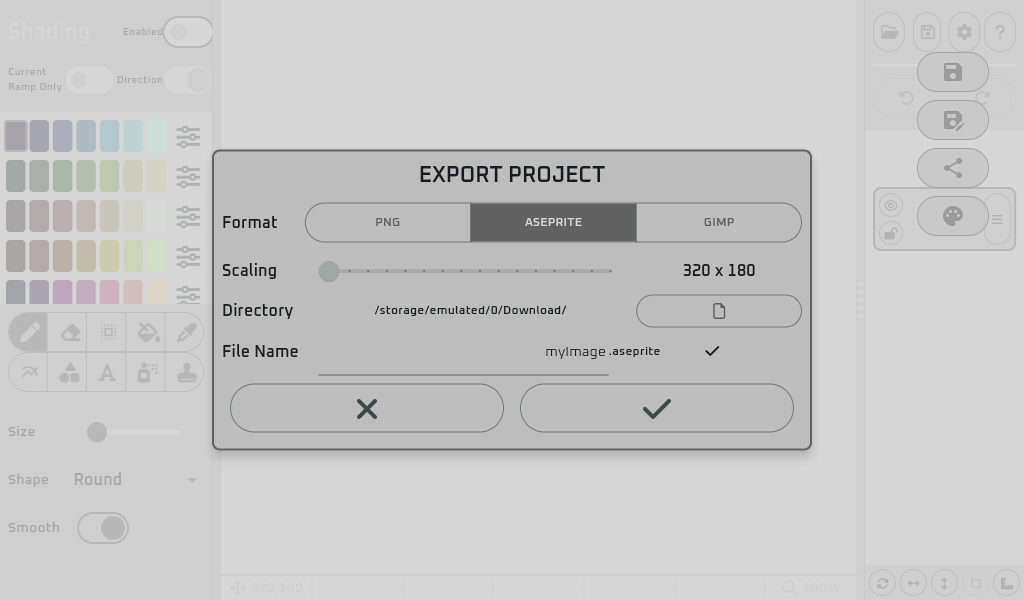 Shading
Enabled
Current
Ramp Only
Direction
EXPORT PROJECT
Format
PNG
ASEPRITE
GIMP
Scaling
320 x 180
Directory
/storage/emulated/0/Download/
File Name
myImage .aseprite
Size
Shape
Round
Smooth
320,180
100%